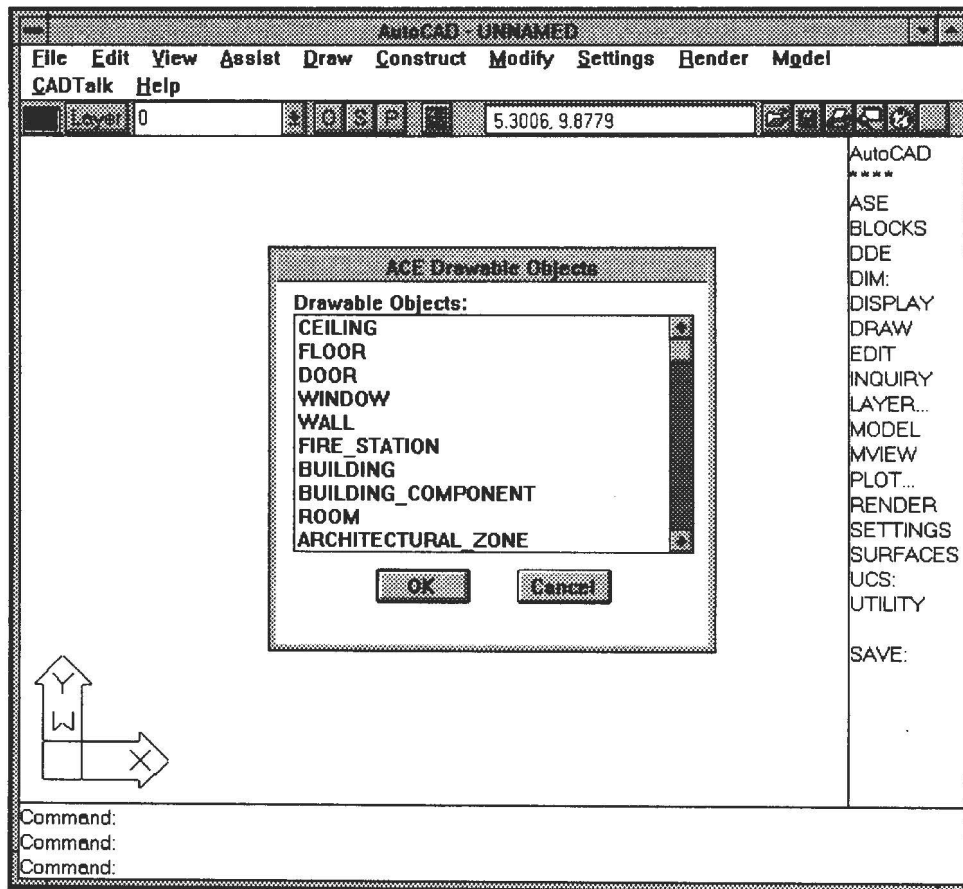 AutoCAD - UNNAMED
File Edit View Assist Draw Construct Modify Settings Render Model
CADTalk Help
Layer 0 O S P 5.3006, 9.8779
AutoCAD
****
ASE
BLOCKS
DDE
DIM:
DISPLAY
DRAW
EDIT
INQUIRY
LAYER...
MODEL
MVIEW
PLOT...
RENDER
SETTINGS
SURFACES
UCS:
UTILITY
SAVE:
ACE Drawable Objects
Drawable Objects:
CEILING
FLOOR
DOOR
WINDOW
WALL
FIRE_STATION
BUILDING
BUILDING_COMPONENT
ROOM
ARCHITECTURAL_ZONE
OK Cancel
Y
W
X
Command:
Command:
Command: